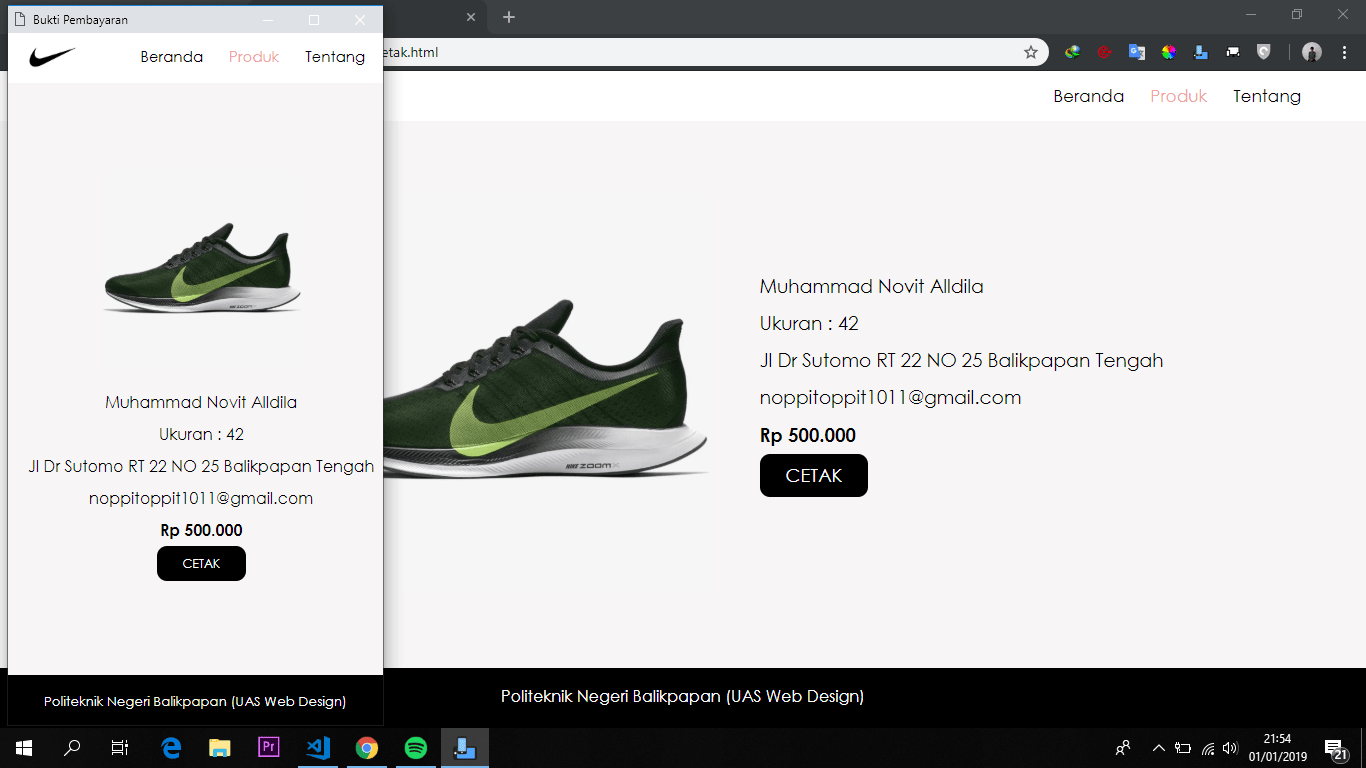 Bukti Pembayaran
Beranda Produk Tentang
Muhammad Novit Alldila
Ukuran : 42
Jl Dr Sutomo RT 22 NO 25 Balikpapan Tengah
noppitoppit1011@gmail.com
Rp 500.000
CETAK
Politeknik Negeri Balikpapan (UAS Web Design)
etak.html
Beranda Produk Tentang
NIKE ZOOMX
Muhammad Novit Alldila
Ukuran : 42
Jl Dr Sutomo RT 22 NO 25 Balikpapan Tengah
noppitoppit1011@gmail.com
Rp 500.000
CETAK
Politeknik Negeri Balikpapan (UAS Web Design)
Pr
21:54
01/01/2019
21